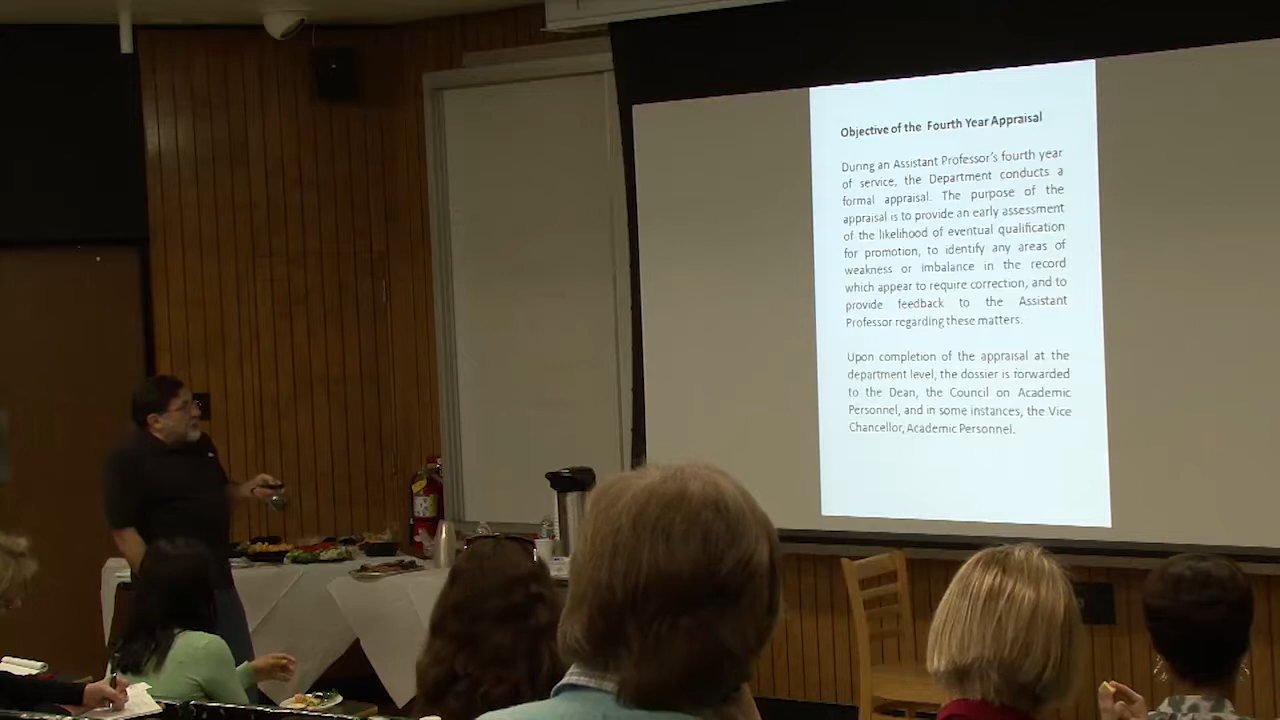 Objective of the Fourth Year Appraisal
During an Assistant Professor's fourth year
of service, the Department conducts a
formal appraisal. The purpose of the
appraisal is to provide an early assessment
of the likelihood of eventual qualification
for promotion, to identify any areas of
weakness or imbalance in the record
which appear to require correction, and to
provide feedback to the Assistant
Professor regarding these matters.
Upon completion of the appraisal at the
department level, the dossier is forwarded
to the Dean, the Council on Academic
Personnel, and in some instances, the Vice
Chancellor, Academic Personnel.